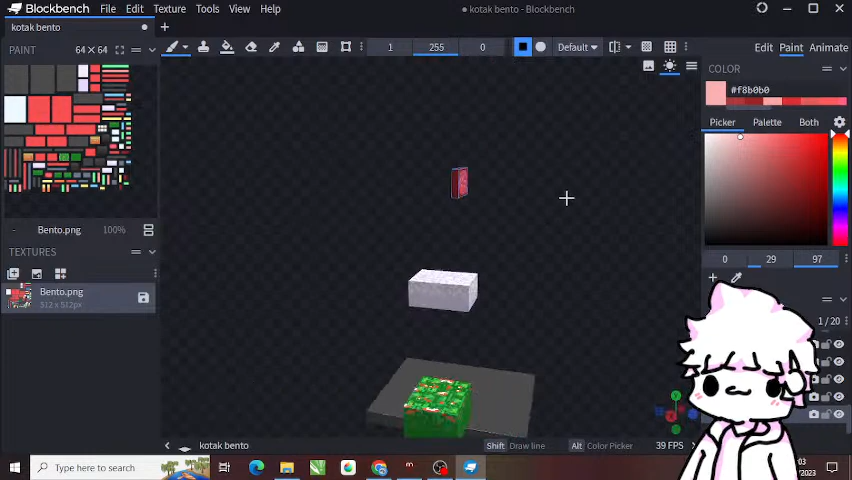 Blockbench File Edit Texture Tools View Help
kotak bento - Blockbench
kotak bento
PAINT 64×64
1 255 0 Default
Edit Paint Animate
COLOR
#f8b0b0
Picker Palette Both
Bento.png 100%
TEXTURES
0 29 97
Bento.png
512 x 512px
1 / 20
kotak bento
Shift Draw line Alt Color Picker 39 FPS
Type here to search